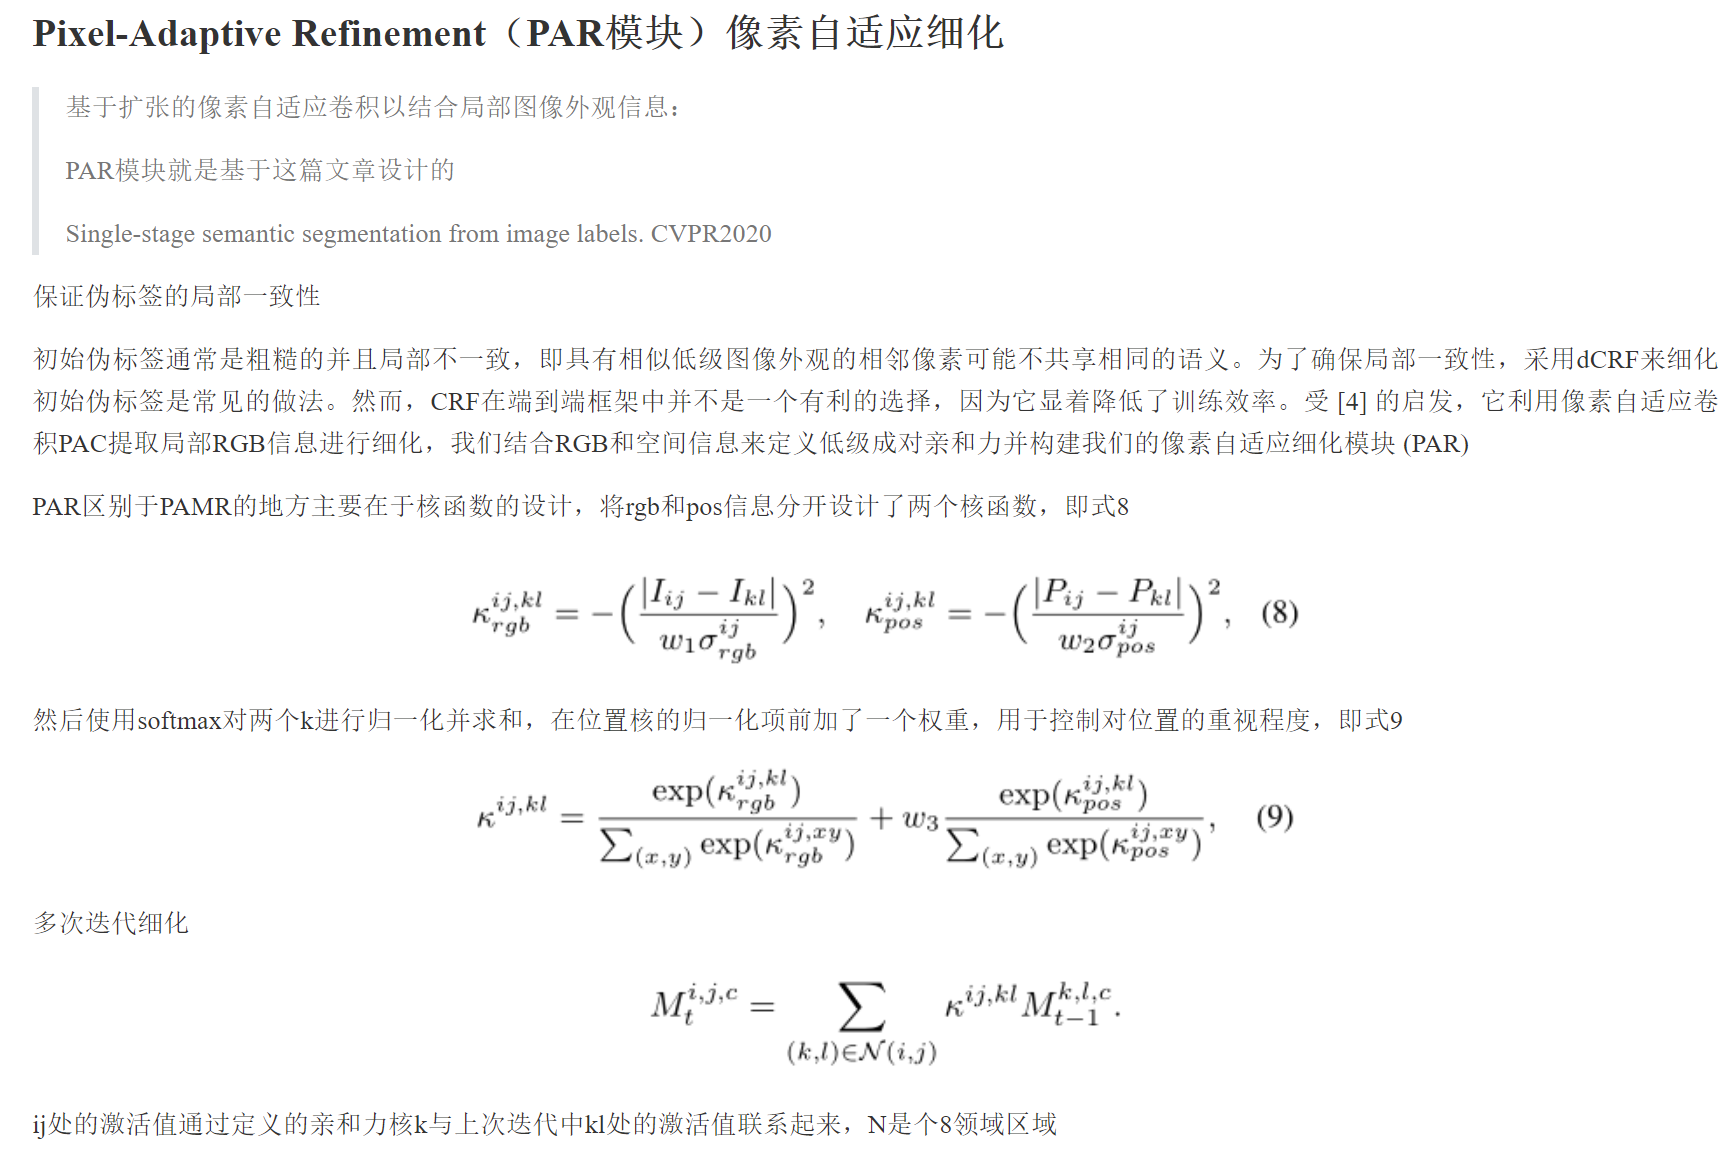 Pixel-Adaptive Refinement（PAR模块）像素自适应细化
基于扩张的像素自适应卷积以结合局部图像外观信息：
PAR模块就是基于这篇文章设计的
Single-stage semantic segmentation from image labels. CVPR2020
保证伪标签的局部一致性
初始伪标签通常是粗糙的并且局部不一致，即具有相似低级图像外观的相邻像素可能不共享相同的语义。为了确保局部一致性，采用dCRF来细化
初始伪标签是常见的做法。然而，CRF在端到端框架中并不是一个有利的选择，因为它显着降低了训练效率。受 [4] 的启发，它利用像素自适应卷
积PAC提取局部RGB信息进行细化，我们结合RGB和空间信息来定义低级成对亲和力并构建我们的像素自适应细化模块 (PAR)
PAR区别于PAMR的地方主要在于核函数的设计，将rgb和pos信息分开设计了两个核函数，即式8
$\kappa_{rgb}^{ij,kl} = -\left(\frac{|I_{ij} - I_{kl}|}{w_1\sigma_{rgb}^{ij}}\right)^2, \quad \kappa_{pos}^{ij,kl} = -\left(\frac{|P_{ij} - P_{kl}|}{w_2\sigma_{pos}^{ij}}\right)^2, \quad (8)$
然后使用softmax对两个k进行归一化并求和，在位置核的归一化项前加了一个权重，用于控制对位置的重视程度，即式9
$\kappa^{ij,kl} = \frac{\exp(\kappa_{rgb}^{ij,kl})}{\sum_{(x,y)} \exp(\kappa_{rgb}^{ij,xy})} + w_3 \frac{\exp(\kappa_{pos}^{ij,kl})}{\sum_{(x,y)} \exp(\kappa_{pos}^{ij,xy})}, \quad (9)$
多次迭代细化
$M_t^{i,j,c} = \sum_{(k,l)\in\mathcal{N}(i,j)} \kappa^{ij,kl} M_{t-1}^{k,l,c}.$
ij处的激活值通过定义的亲和力核k与上次迭代中kl处的激活值联系起来，N是个8领域区域